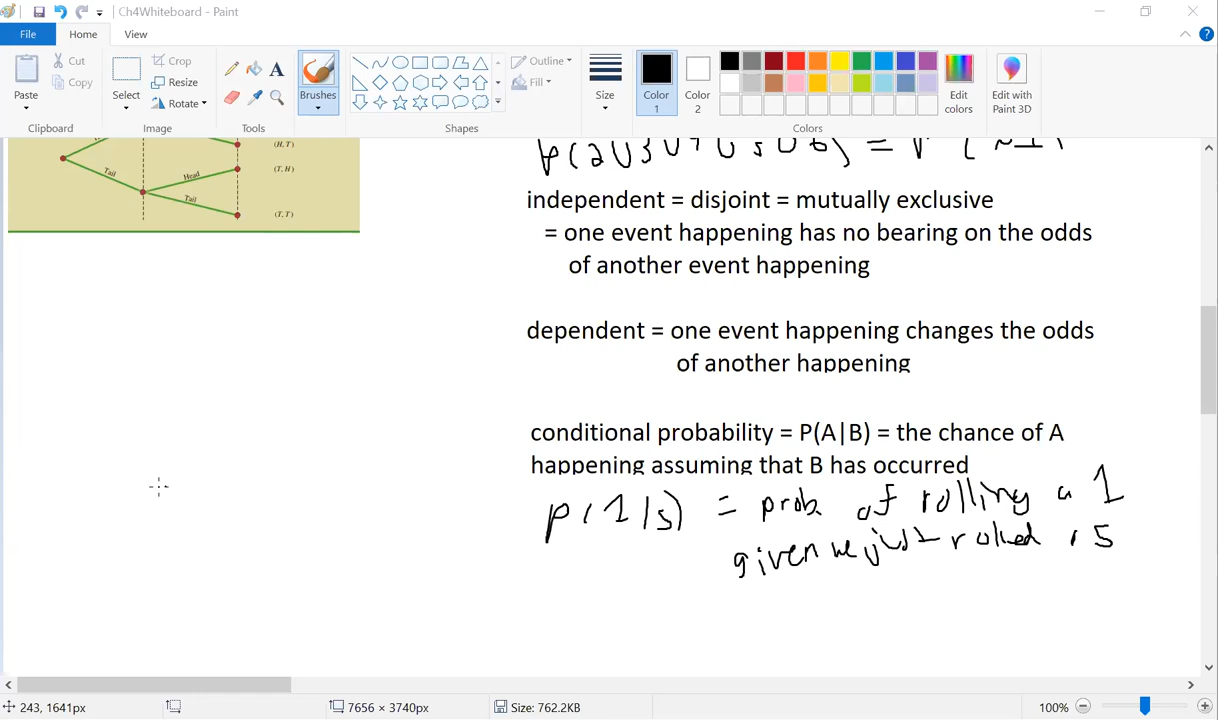 Ch4Whiteboard - Paint
File
Home
View
Paste
Cut
Copy
Clipboard
Select
Crop
Resize
Rotate
Image
Tools
Brushes
Shapes
Outline
Fill
Size
Color 1
Color 2
Colors
Edit colors
Edit with Paint 3D
(H, T)
Tail
Head
(T, H)
Tail
(T, T)
independent = disjoint = mutually exclusive
= one event happening has no bearing on the odds
of another event happening
dependent = one event happening changes the odds
of another happening
conditional probability = P(A|B) = the chance of A
happening assuming that B has occurred
P(1|5) = prob of rolling a 1
given we just rolled a 5
243, 1641px
7656 × 3740px
Size: 762.2KB
100%